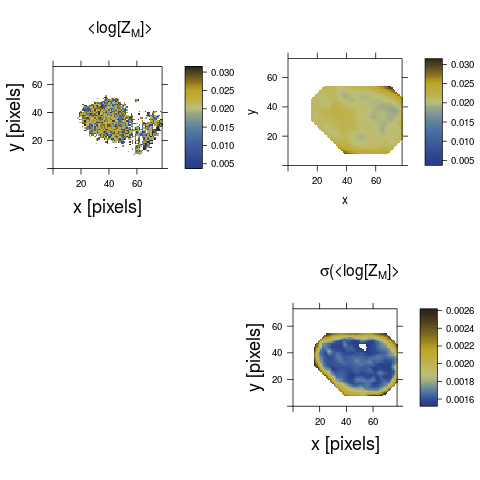 <log[Z_M]>
60
40
20
20 40 60
x [pixels]
y [pixels]
0.030
0.025
0.020
0.015
0.010
0.005
60
40
20
20 40 60
x
y
0.030
0.025
0.020
0.015
0.010
0.005
σ(<log[Z_M]>
60
40
20
20 40 60
x [pixels]
y [pixels]
0.0026
0.0024
0.0022
0.0020
0.0018
0.0016